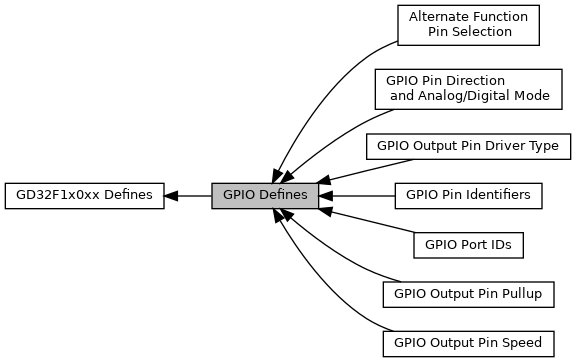 Alternate Function
Pin Selection
GPIO Pin Direction
and Analog/Digital Mode
GPIO Output Pin Driver Type
GD32F1x0xx Defines
GPIO Defines
GPIO Pin Identifiers
GPIO Port IDs
GPIO Output Pin Pullup
GPIO Output Pin Speed